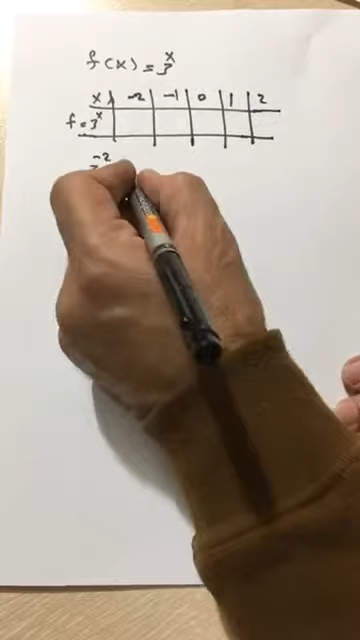 f(x) = 3^x
x | -2 | -1 | 0 | 1 | 2
f = 3^x
3^-2